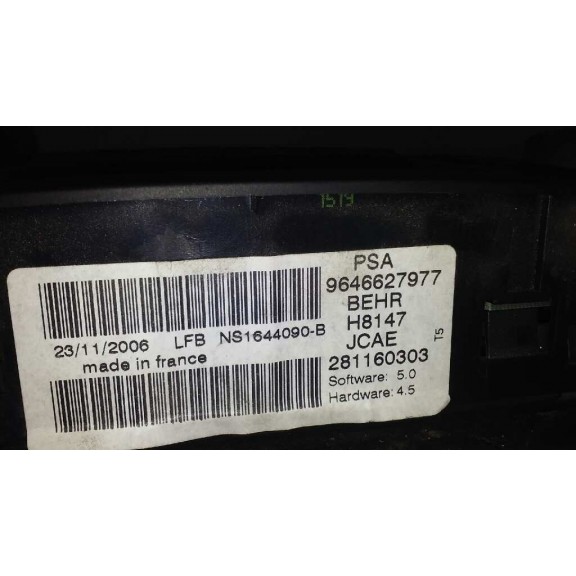 1519
PSA
9646627977
BEHR
H8147
JCAE
281160303
Software: 5.0
Hardware: 4.5
T5
23/11/2006 LFB NS1644090-B
made in france